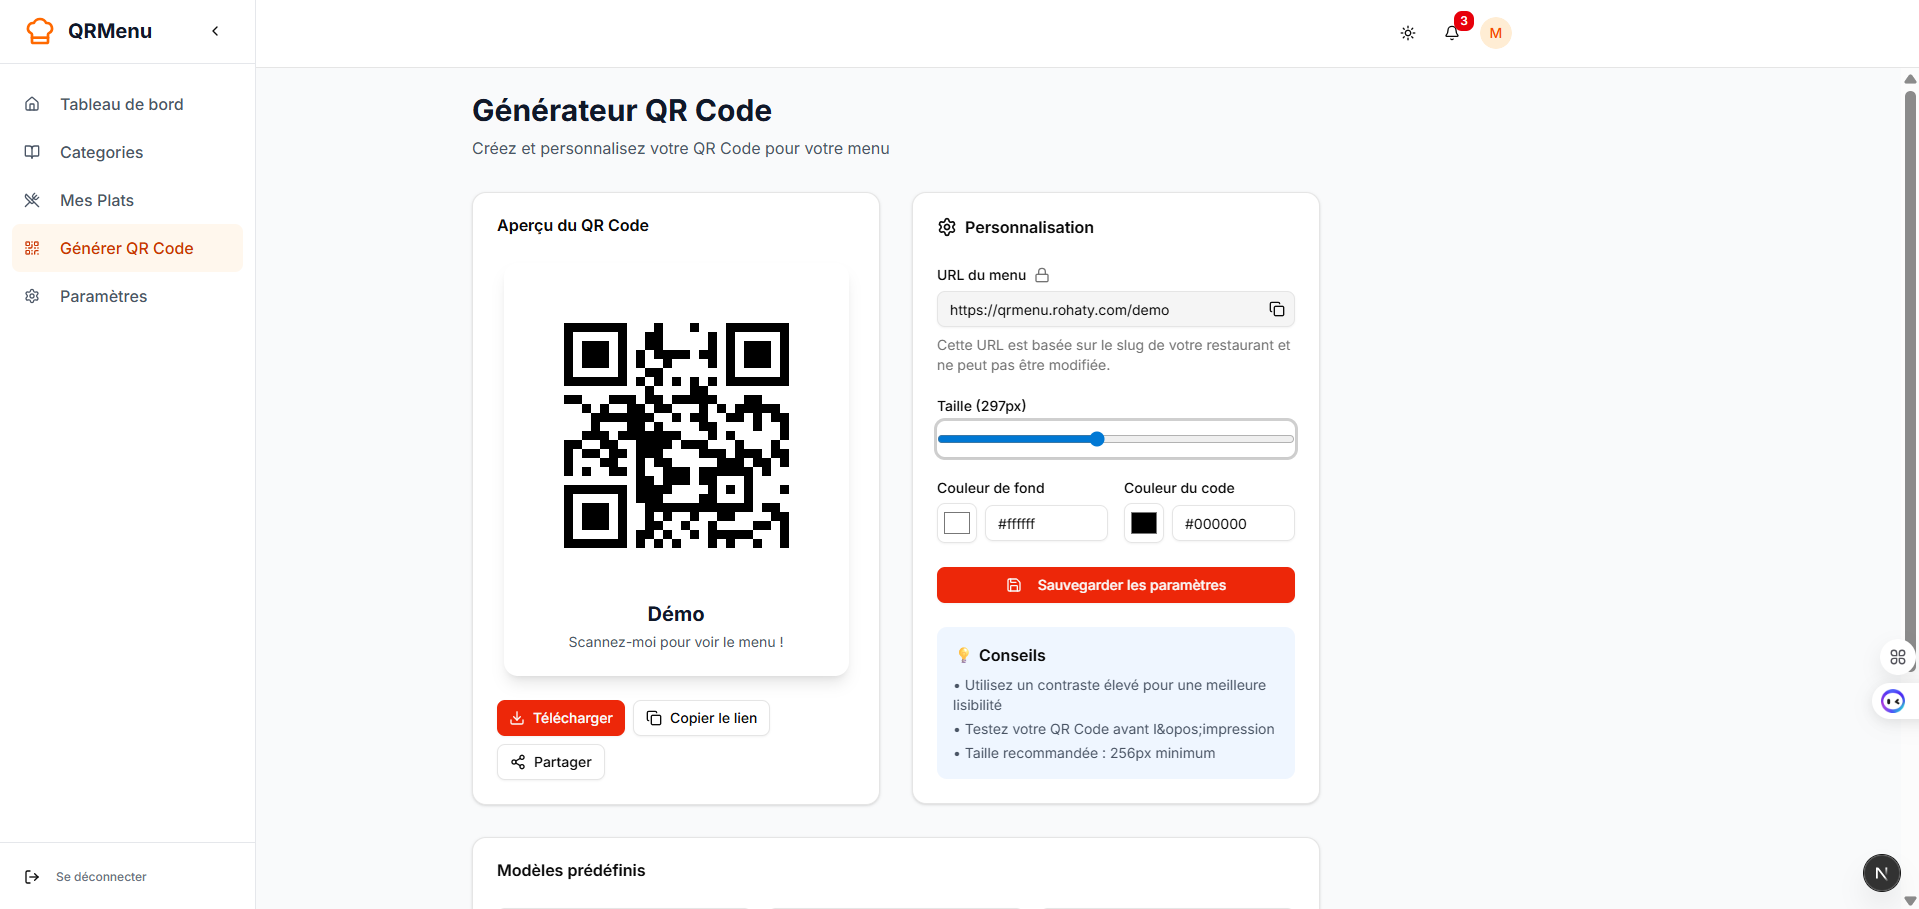 QRMenu
3
M
Tableau de bord
Categories
Mes Plats
Générer QR Code
Paramètres
Se déconnecter
Générateur QR Code
Créez et personnalisez votre QR Code pour votre menu
Aperçu du QR Code
Démo
Scannez-moi pour voir le menu !
Télécharger
Copier le lien
Partager
Personnalisation
URL du menu
https://qrmenu.rohaty.com/demo
Cette URL est basée sur le slug de votre restaurant et
ne peut pas être modifiée.
Taille (297px)
Couleur de fond
Couleur du code
#ffffff
#000000
Sauvegarder les paramètres
💡 Conseils
• Utilisez un contraste élevé pour une meilleure
lisibilité
• Testez votre QR Code avant l&opos;impression
• Taille recommandée : 256px minimum
Modèles prédéfinis
N